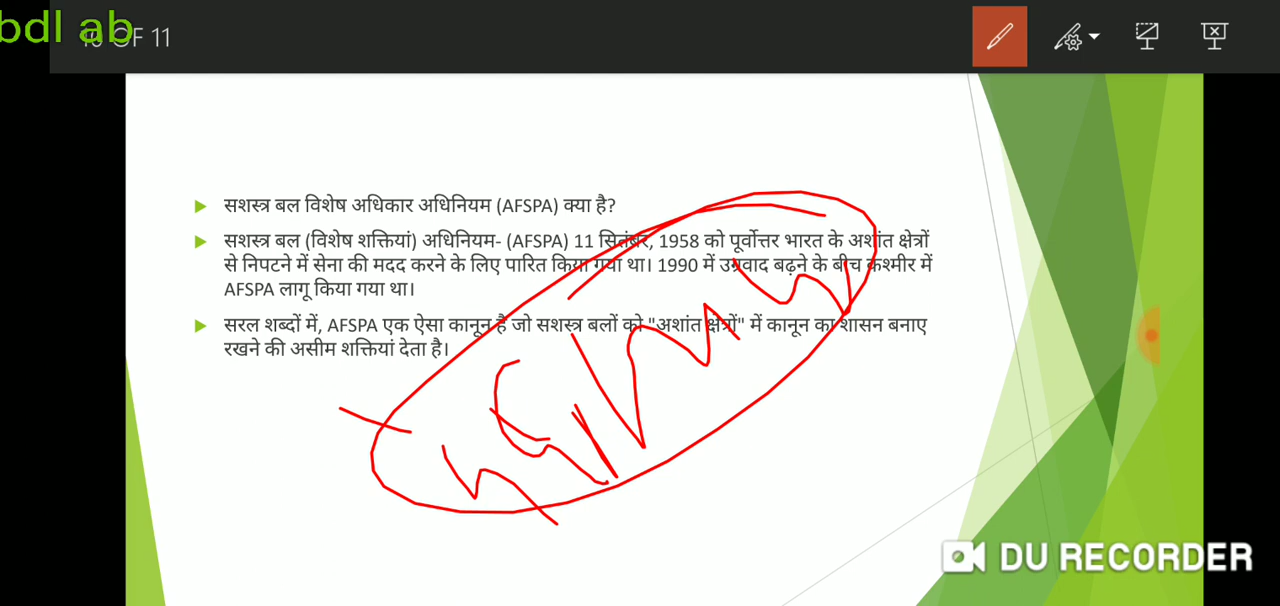 bdl ab
OF 11
सशस्त्र बल विशेष अधिकार अधिनियम (AFSPA) क्या है?
सशस्त्र बल (विशेष शक्तियां) अधिनियम- (AFSPA) 11 सितंबर, 1958 को पूर्वोत्तर भारत के अशांत क्षेत्रों
से निपटने में सेना की मदद करने के लिए पारित किया गया था। 1990 में उग्रवाद बढ़ने के बीच कश्मीर में
AFSPA लागू किया गया था।
सरल शब्दों में, AFSPA एक ऐसा कानून है जो सशस्त्र बलों को "अशांत क्षेत्रों" में कानून का शासन बनाए
रखने की असीम शक्तियां देता है।
DU RECORDER